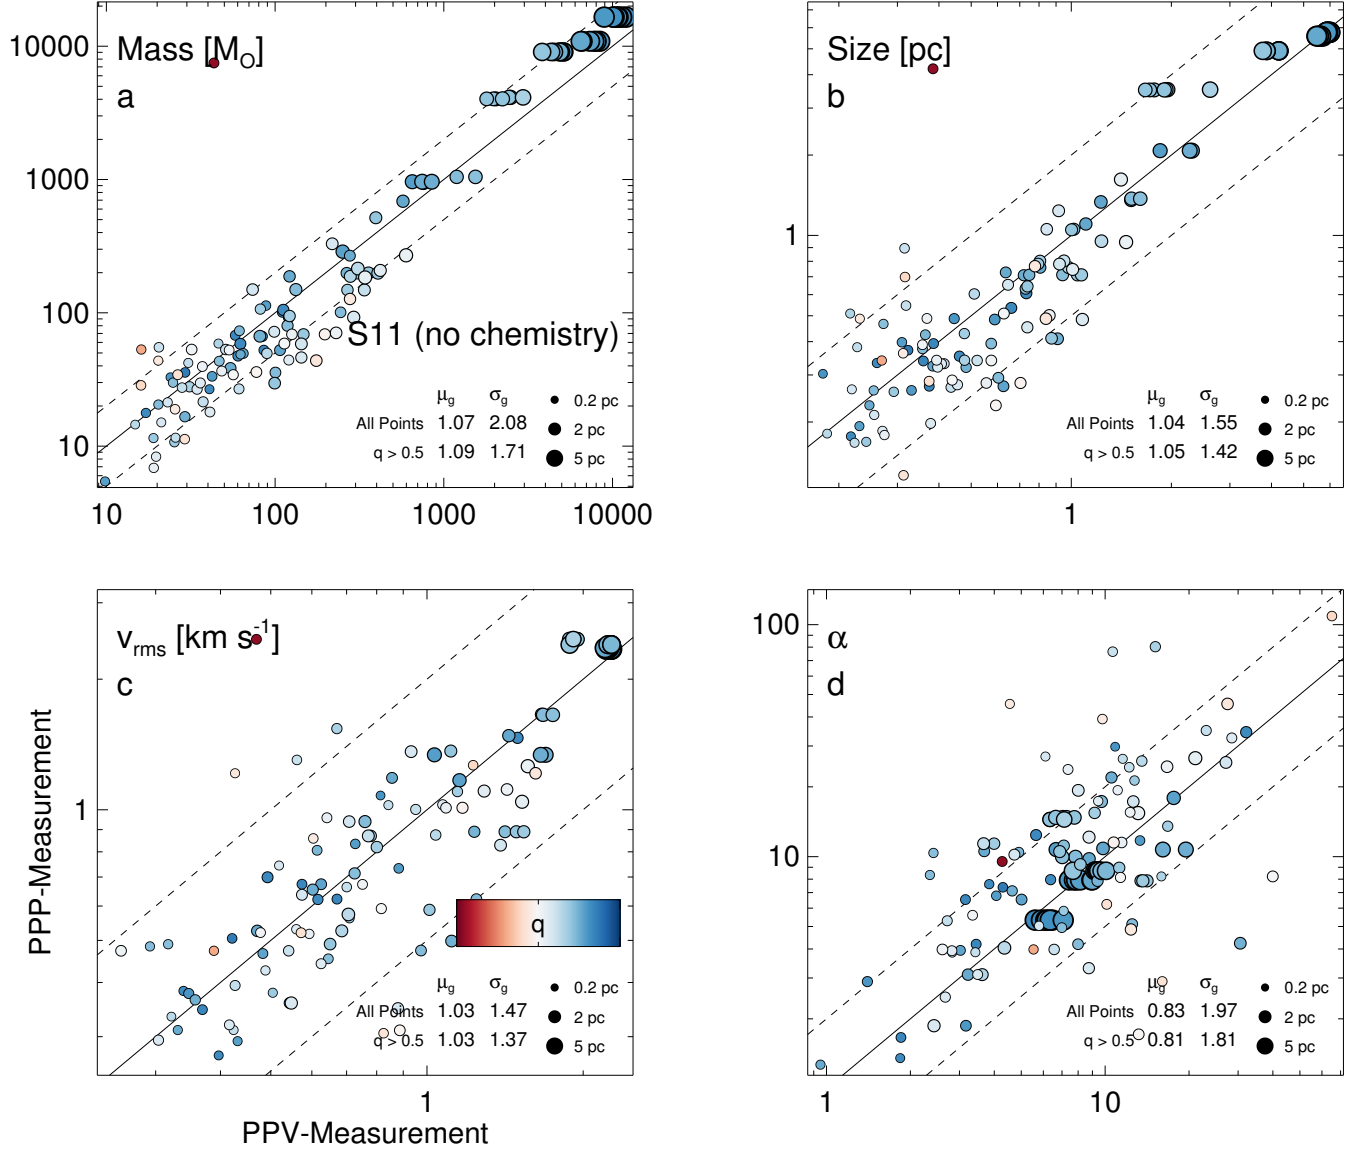 Mass [M_O]
a
10000
1000
100
10
S11 (no chemistry)
μg σg
All Points 1.07 2.08
q > 0.5 1.09 1.71
0.2 pc
2 pc
5 pc
10 100 1000 10000
Size [pc]
b
1
μg σg
All Points 1.04 1.55
q > 0.5 1.05 1.42
0.2 pc
2 pc
5 pc
1
PPP-Measurement
v_rms [km s^-1]
c
1
q
μg σg
All Points 1.03 1.47
q > 0.5 1.03 1.37
0.2 pc
2 pc
5 pc
1
PPV-Measurement
α
d
100
10
μg σg
All Points 0.83 1.97
q > 0.5 0.81 1.81
0.2 pc
2 pc
5 pc
1 10